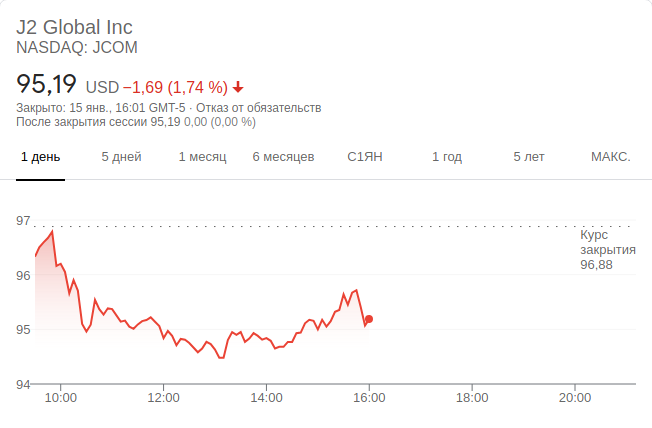 J2 Global Inc
NASDAQ: JCOM
95,19 USD −1,69 (1,74 %)
Закрыто: 15 янв., 16:01 GMT-5 · Отказ от обязательств
После закрытия сессии 95,19 0,00 (0,00 %)
1 день 5 дней 1 месяц 6 месяцев С1ЯН 1 год 5 лет МАКС.
97
Курс
закрытия
96,88
96
95
94
10:00 12:00 14:00 16:00 18:00 20:00